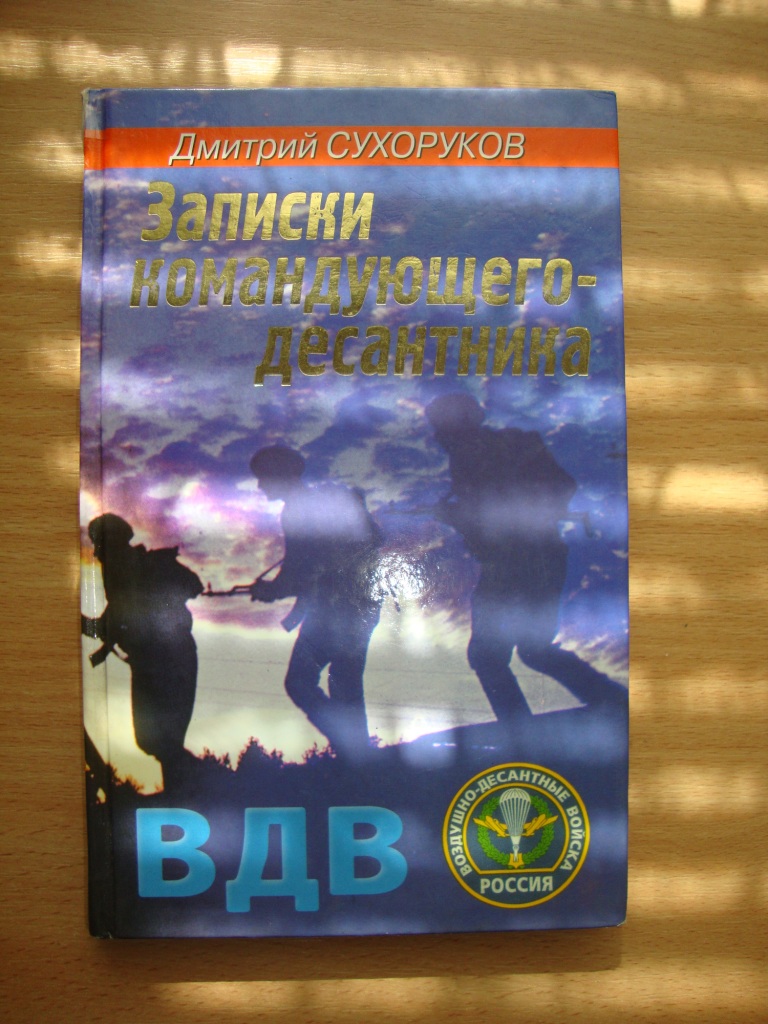 Дмитрий СУХОРУКОВ
Записки
командующего-
десантника
ВДВ
ВОЗДУШНО-ДЕСАНТНЫЕ ВОЙСКА
РОССИЯ